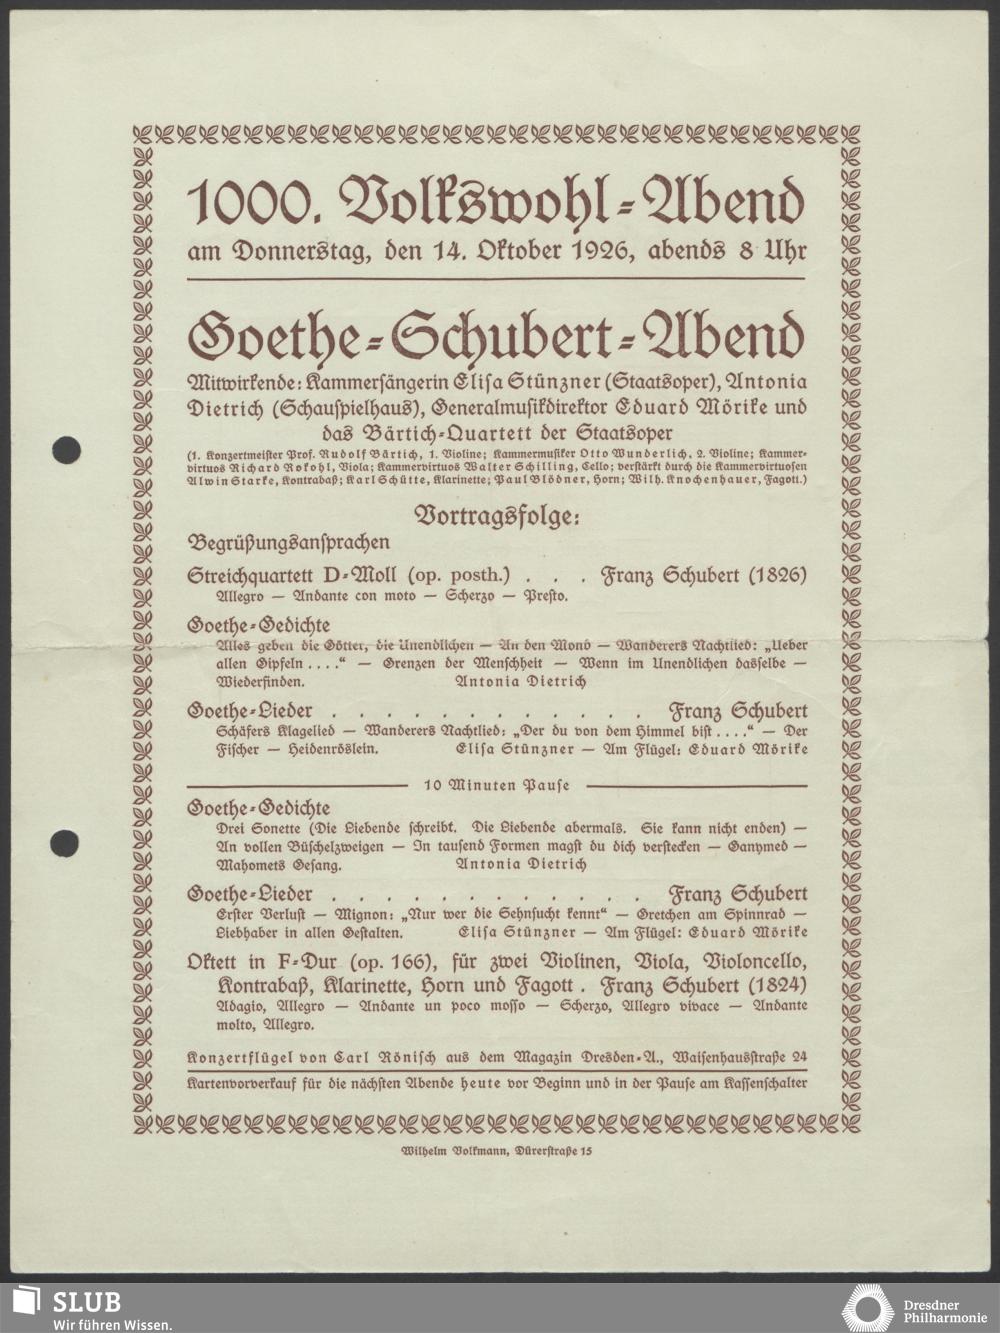 1000. Volkswohl-Abend
am Donnerstag, den 14. Oktober 1926, abends 8 Uhr
Goethe-Schubert-Abend
Mitwirkende: Kammersängerin Elisa Stünzner (Staatsoper), Antonia
Dietrich (Schauspielhaus), Generalmusikdirektor Eduard Mörike und
das Bärtich-Quartett der Staatsoper
(1. Konzertmeister Prof. Rudolf Bärtich, 1. Violine; Kammermusiker Otto Wunderlich, 2. Violine; Kammer-
virtuos Richard Rokohl, Viola; Kammervirtuos Walter Schilling, Cello; verstärkt durch die Kammervirtuosen
Alwin Starke, Kontrabaß; Karl Schütte, Klarinette; Paul Blödner, Horn; Wilh. Knochenhauer, Fagott.)
Vortragsfolge:
Begrüßungsansprachen
Streichquartett D-Moll (op. posth.) . . . Franz Schubert (1826)
Allegro — Andante con moto — Scherzo — Presto.
Goethe-Gedichte
Alles geben die Götter, die Unendlichen — An den Mond — Wanderers Nachtlied: „Ueber
allen Gipfeln . . . .“ — Grenzen der Menschheit — Wenn im Unendlichen dasselbe —
Wiederfinden. Antonia Dietrich
Goethe-Lieder . . . . . . . . . . . . Franz Schubert
Schäfers Klagelied — Wanderers Nachtlied: „Der du von dem Himmel bist . . . .“ — Der
Fischer — Heidenröslein. Elisa Stünzner — Am Flügel: Eduard Mörike
10 Minuten Pause
Goethe-Gedichte
Drei Sonette (Die Liebende schreibt. Die Liebende abermals. Sie kann nicht enden) —
An vollen Büschelzweigen — In tausend Formen magst du dich verstecken — Ganymed —
Mahomets Gesang. Antonia Dietrich
Goethe-Lieder . . . . . . . . . . . . Franz Schubert
Erster Verlust — Mignon: „Nur wer die Sehnsucht kennt“ — Gretchen am Spinnrad —
Liebhaber in allen Gestalten. Elisa Stünzner — Am Flügel: Eduard Mörike
Oktett in F-Dur (op. 166), für zwei Violinen, Viola, Violoncello,
Kontrabaß, Klarinette, Horn und Fagott . Franz Schubert (1824)
Adagio, Allegro — Andante un poco mosso — Scherzo, Allegro vivace — Andante
molto, Allegro.
Konzertflügel von Carl Rönisch aus dem Magazin Dresden-A., Waisenhausstraße 24
Kartenvorverkauf für die nächsten Abende heute vor Beginn und in der Pause am Kassenschalter
Wilhelm Volkmann, Dürerstraße 15
SLUB
Wir führen Wissen.
Dresdner
Philharmonie